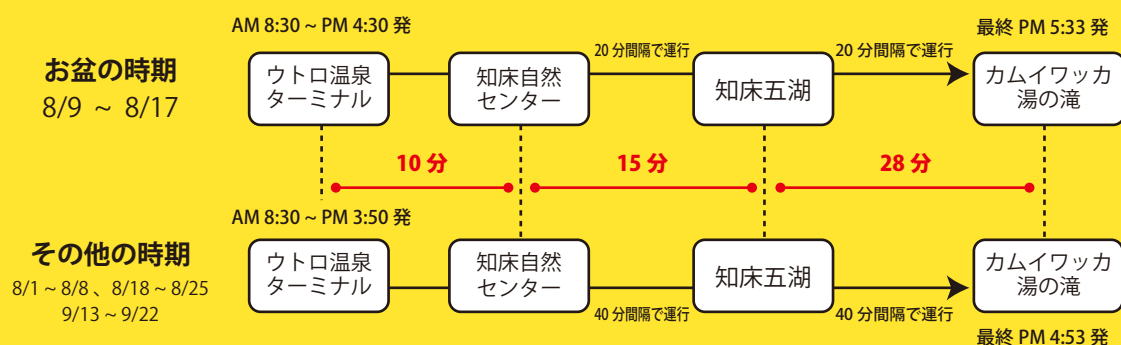 AM 8:30 ~ PM 4:30 発
最終 PM 5:33 発
お盆の時期
8/9 ~ 8/17
ウトロ温泉
ターミナル
知床自然
センター
20 分間隔で運行
知床五湖
20 分間隔で運行
カムイワッカ
湯の滝
10 分
15 分
28 分
AM 8:30 ~ PM 3:50 発
その他の時期
8/1 ~ 8/8 、8/18 ~ 8/25
9/13 ~ 9/22
ウトロ温泉
ターミナル
知床自然
センター
40 分間隔で運行
知床五湖
40 分間隔で運行
カムイワッカ
湯の滝
最終 PM 4:53 発